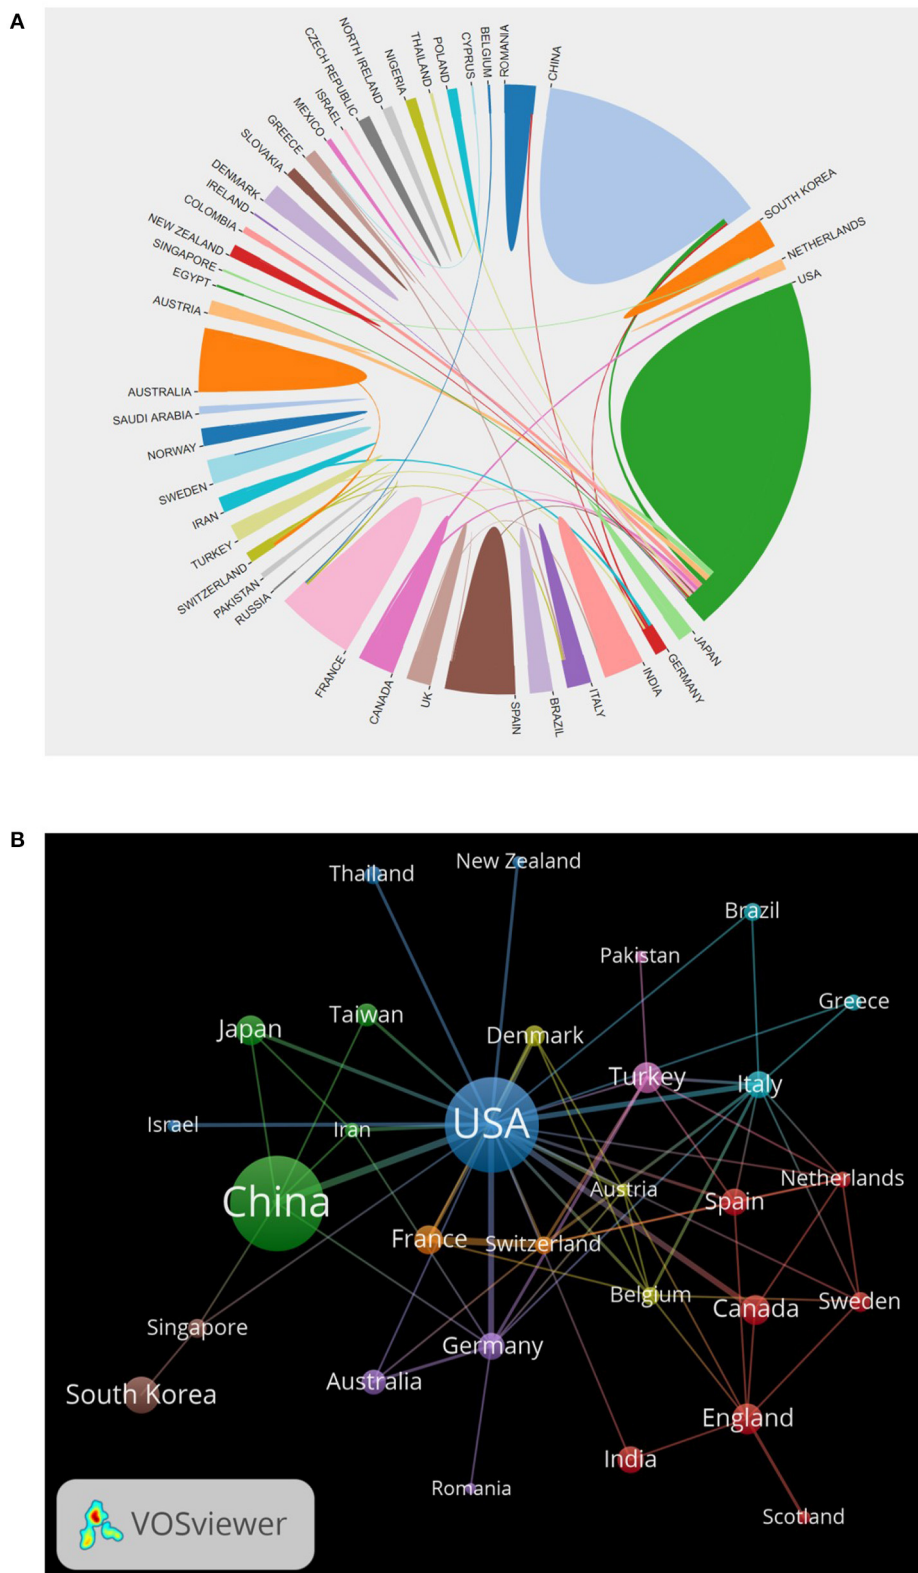 A
ROMANIA
CHINA
SOUTH KOREA
NETHERLANDS
USA
JAPAN
GERMANY
INDIA
ITALY
BRAZIL
SPAIN
UK
CANADA
FRANCE
RUSSIA
PAKISTAN
SWITZERLAND
TURKEY
IRAN
SWEDEN
NORWAY
SAUDI ARABIA
AUSTRALIA
AUSTRIA
EGYPT
SINGAPORE
NEW ZEALAND
COLOMBIA
IRELAND
DENMARK
SLOVAKIA
GREECE
MEXICO
ISRAEL
CZECH REPUBLIC
NORTH IRELAND
NIGERIA
THAILAND
POLAND
CYPRUS
BELGIUM
B
Thailand
New Zealand
Brazil
Pakistan
Greece
Japan
Taiwan
Denmark
Turkey
Italy
Israel
Iran
USA
China
Austria
Spain
Netherlands
France
Switzerland
Belgium
Canada
Sweden
Singapore
Germany
South Korea
Australia
England
India
Romania
Scotland
VOSviewer